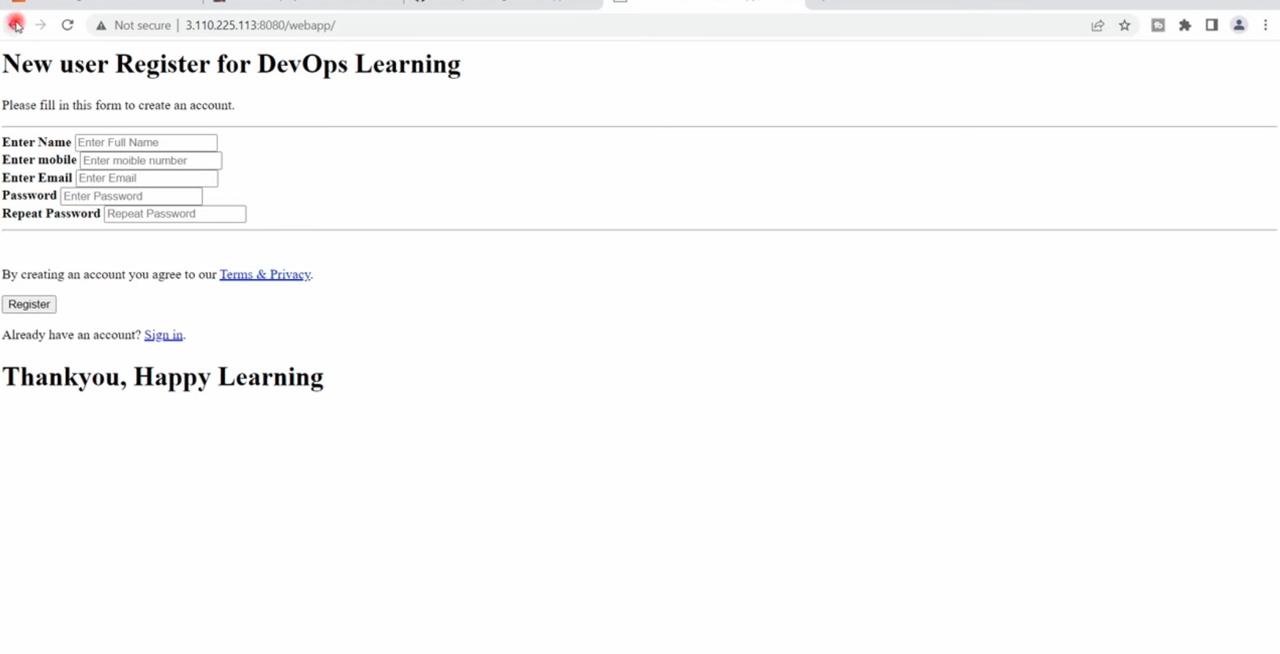 Not secure | 3.110.225.113:8080/webapp/
New user Register for DevOps Learning
Please fill in this form to create an account.
Enter Name Enter Full Name
Enter mobile Enter moible number
Enter Email Enter Email
Password Enter Password
Repeat Password Repeat Password
By creating an account you agree to our Terms & Privacy.
Register
Already have an account? Sign in.
Thankyou, Happy Learning